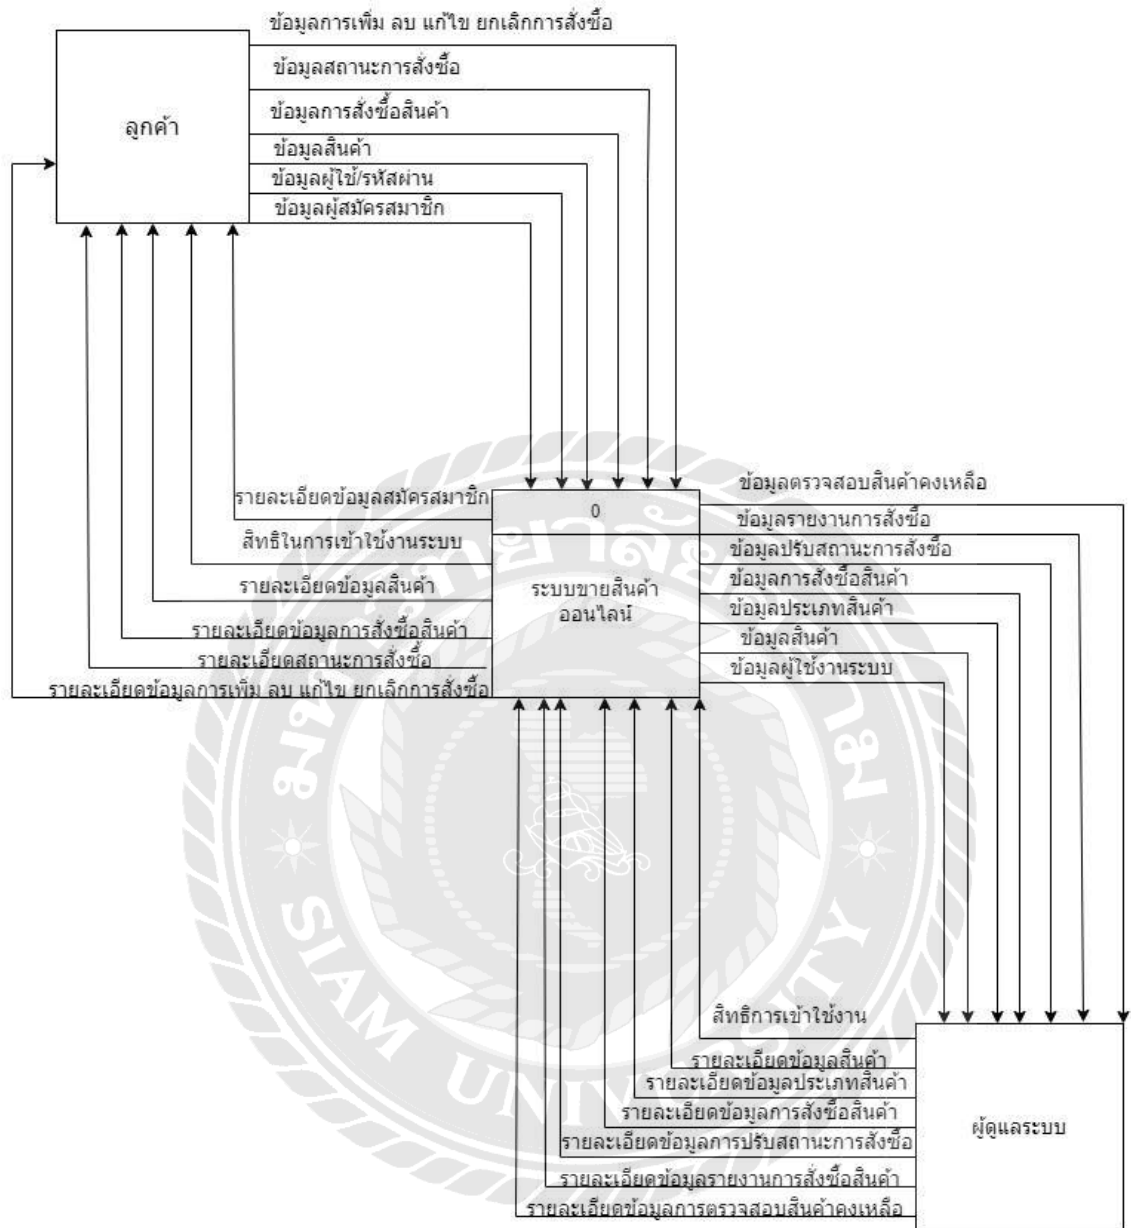 ข้อมูลการเพิ่ม ลบ แก้ไข ยกเลิกการสั่งซื้อ
ข้อมูลสถานะการสั่งซื้อ
ข้อมูลการสั่งซื้อสินค้า
ลูกค้า
ข้อมูลสินค้า
ข้อมูลผู้ใช้/รหัสผ่าน
ข้อมูลผู้สมัครสมาชิก
รายละเอียดข้อมูลสมัครสมาชิก
สิทธิในการเข้าใช้งานระบบ
รายละเอียดข้อมูลสินค้า
รายละเอียดข้อมูลการสั่งซื้อสินค้า
รายละเอียดสถานะการสั่งซื้อ
รายละเอียดข้อมูลการเพิ่ม ลบ แก้ไข ยกเลิกการสั่งซื้อ
0
ระบบขายสินค้า
ออนไลน์
ข้อมูลตรวจสอบสินค้าคงเหลือ
ข้อมูลรายงานการสั่งซื้อ
ข้อมูลปรับสถานะการสั่งซื้อ
ข้อมูลการสั่งซื้อสินค้า
ข้อมูลประเภทสินค้า
ข้อมูลสินค้า
ข้อมูลผู้ใช้งานระบบ
มหาวิทยาลัยสยาม
SIAM UNIVERSITY
สิทธิการเข้าใช้งาน
รายละเอียดข้อมูลสินค้า
รายละเอียดข้อมูลประเภทสินค้า
รายละเอียดข้อมูลการสั่งซื้อสินค้า
รายละเอียดข้อมูลการปรับสถานะการสั่งซื้อ
รายละเอียดข้อมูลรายงานการสั่งซื้อสินค้า
รายละเอียดข้อมูลการตรวจสอบสินค้าคงเหลือ
ผู้ดูแลระบบ